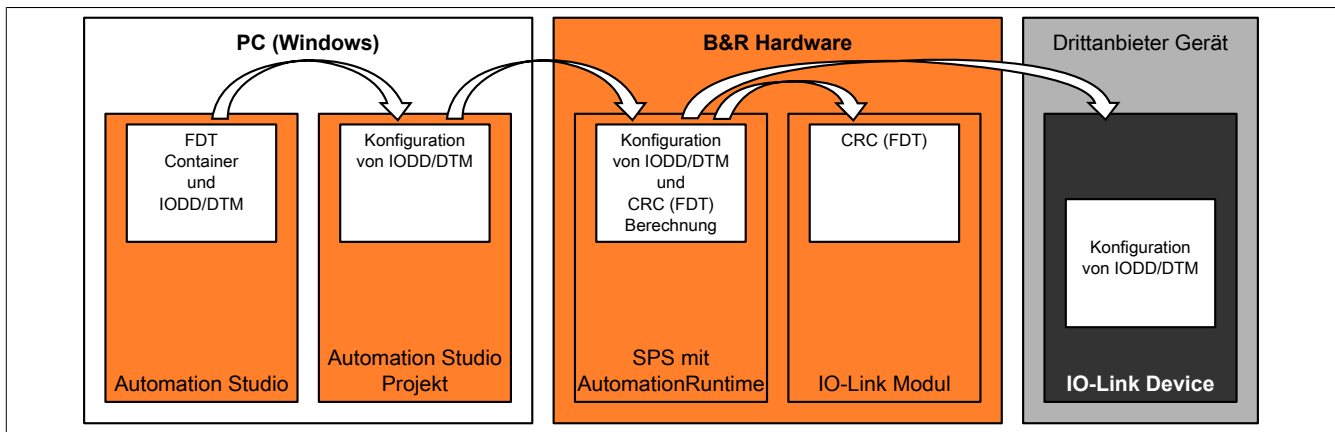 PC (Windows)
B&R Hardware
Drittanbieter Gerät
FDT
Container
und
IODD/DTM
Automation Studio
Konfiguration
von IODD/DTM
Automation Studio
Projekt
Konfiguration
von IODD/DTM
und
CRC (FDT)
Berechnung
SPS mit
AutomationRuntime
CRC (FDT)
IO-Link Modul
Konfiguration
von IODD/DTM
IO-Link Device